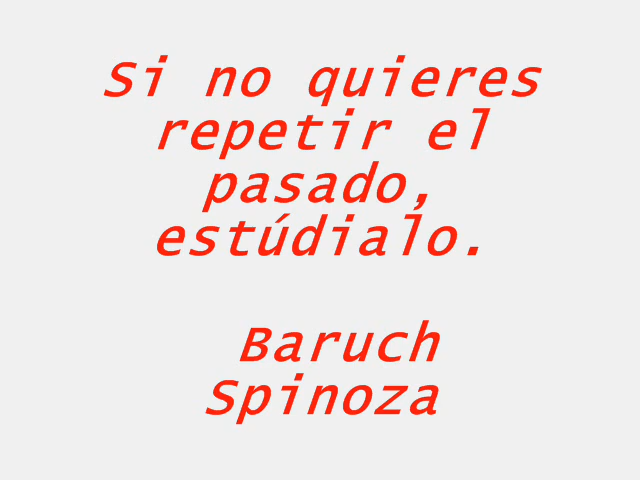 Si no quieres
repetir el
pasado,
estúdialo.
Baruch
Spinoza